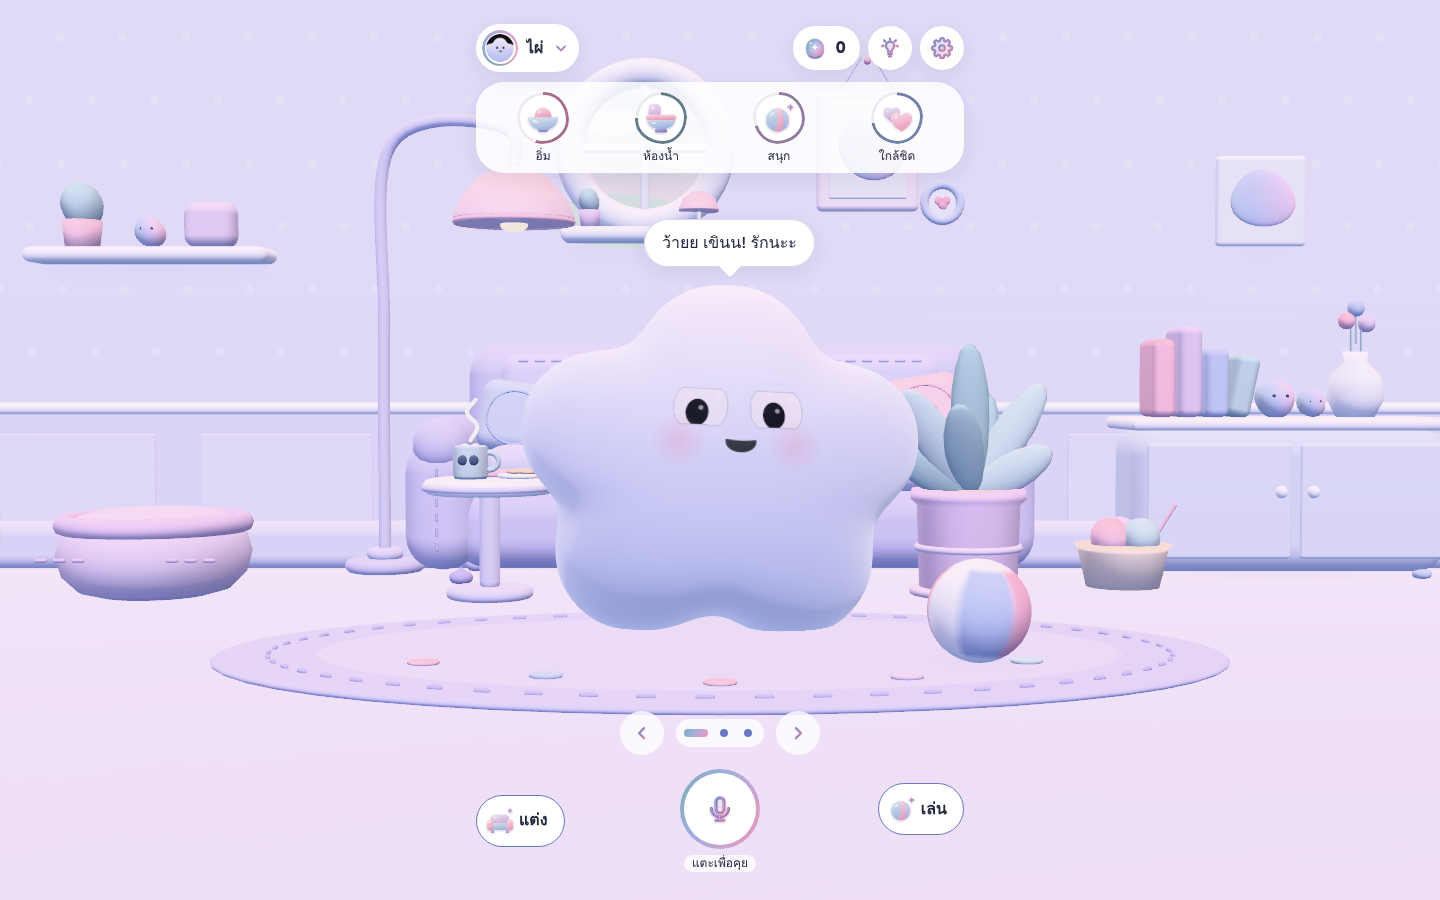 ไผ่
0
อิ่ม
ห้องน้ำ
สนุก
ใกล้ชิด
ว้ายย เขินน! รักนะะ
แต่ง
เล่น
แตะเพื่อคุย